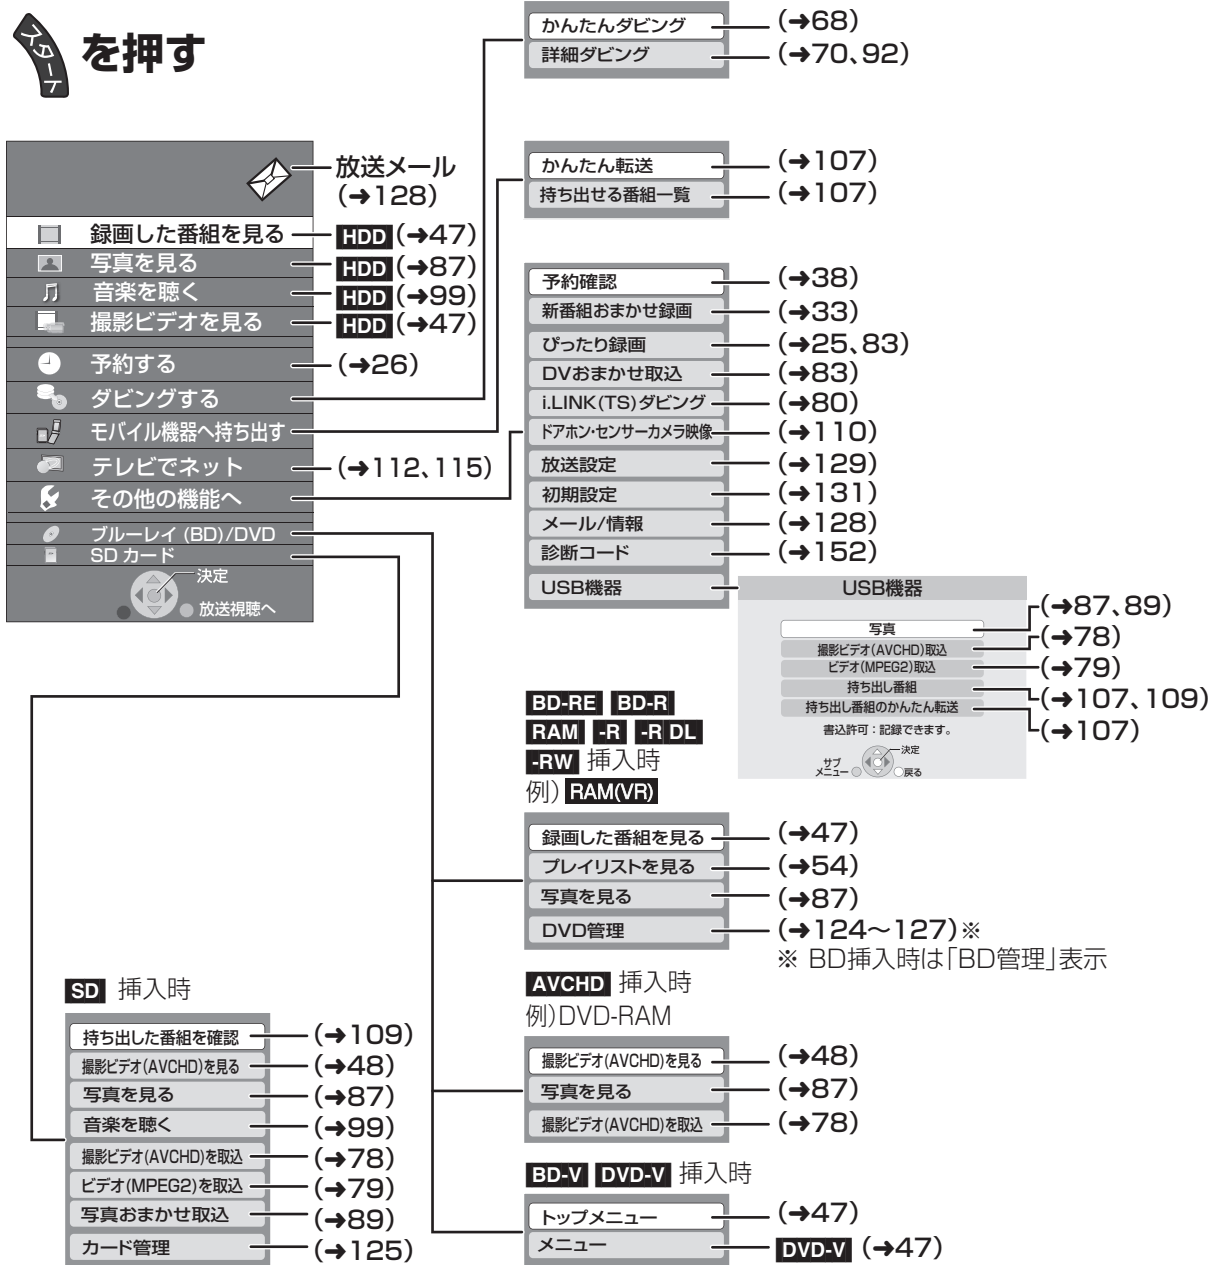 スタート を押す
放送メール
(➔128)
録画した番組を見る HDD (➔47)
写真を見る HDD (➔87)
音楽を聴く HDD (➔99)
撮影ビデオを見る HDD (➔47)
予約する (➔26)
ダビングする
モバイル機器へ持ち出す
テレビでネット (➔112、115)
その他の機能へ
ブルーレイ (BD)/DVD
SD カード
決定
放送視聴へ
かんたんダビング (➔68)
詳細ダビング (➔70、92)
かんたん転送 (➔107)
持ち出せる番組一覧 (➔107)
予約確認 (➔38)
新番組おまかせ録画 (➔33)
ぴったり録画 (➔25、83)
DVおまかせ取込 (➔83)
i.LINK(TS)ダビング (➔80)
ドアホン・センサーカメラ映像 (➔110)
放送設定 (➔129)
初期設定 (➔131)
メール/情報 (➔128)
診断コード (➔152)
USB機器
USB機器
写真 (➔87、89)
撮影ビデオ(AVCHD)取込 (➔78)
ビデオ(MPEG2)取込 (➔79)
持ち出し番組 (➔107、109)
持ち出し番組のかんたん転送 (➔107)
書込許可：記録できます。
決定
サブ
メニュー 戻る
BD-RE BD-R
RAM -R -R DL
-RW 挿入時
例) RAM(VR)
録画した番組を見る (➔47)
プレイリストを見る (➔54)
写真を見る (➔87)
DVD管理 (➔124～127)※
※ BD挿入時は「BD管理」表示
AVCHD 挿入時
例)DVD-RAM
撮影ビデオ(AVCHD)を見る (➔48)
写真を見る (➔87)
撮影ビデオ(AVCHD)を取込 (➔78)
BD-V DVD-V 挿入時
トップメニュー (➔47)
メニュー DVD-V (➔47)
SD 挿入時
持ち出した番組を確認 (➔109)
撮影ビデオ(AVCHD)を見る (➔48)
写真を見る (➔87)
音楽を聴く (➔99)
撮影ビデオ(AVCHD)を取込 (➔78)
ビデオ(MPEG2)を取込 (➔79)
写真おまかせ取込 (➔89)
カード管理 (➔125)